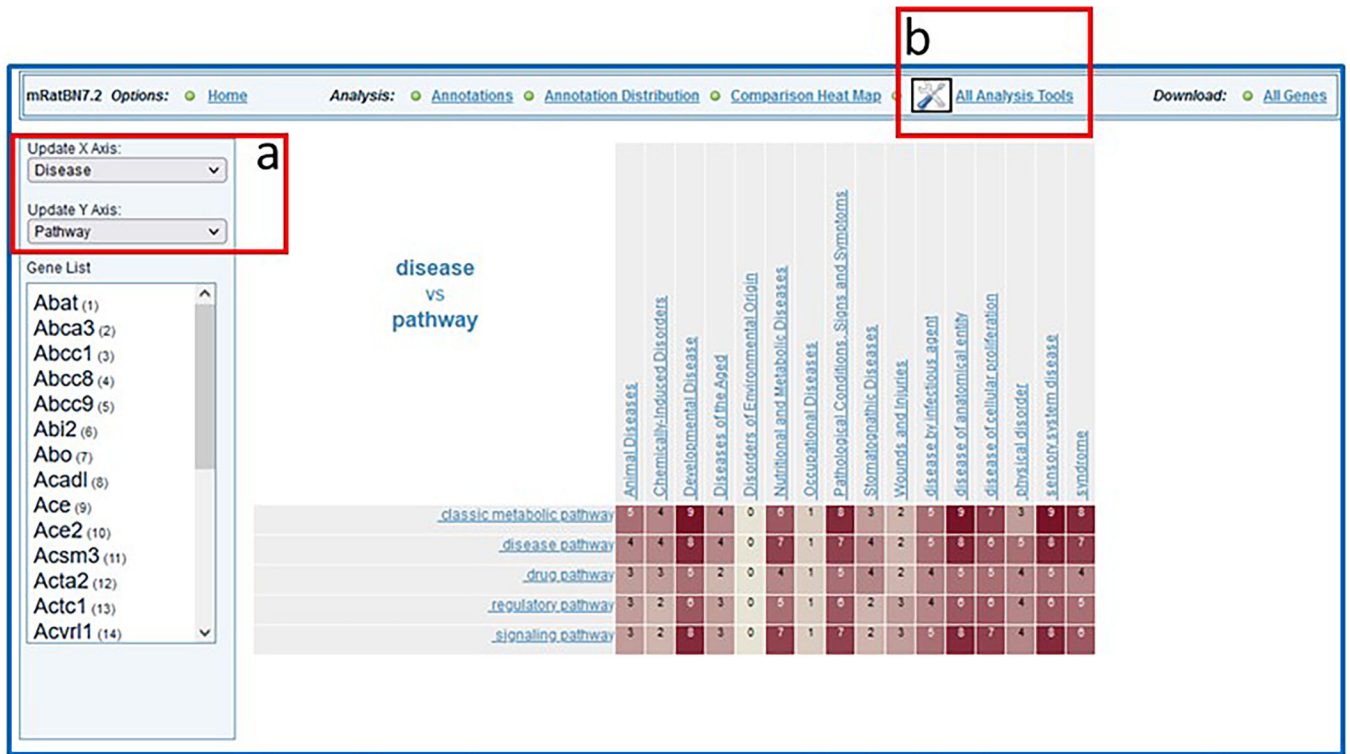 b
mRatBN7.2 Options: Home Analysis: Annotations Annotation Distribution Comparison Heat Map All Analysis Tools Download: All Genes
a
Update X Axis:
Disease
Update Y Axis:
Pathway
Gene List
Abat (1)
Abca3 (2)
Abcc1 (3)
Abcc8 (4)
Abcc9 (5)
Abi2 (6)
Abo (7)
Acadl (8)
Ace (9)
Ace2 (10)
Acsm3 (11)
Acta2 (12)
Actc1 (13)
Acvrl1 (14)
disease
vs
pathway
Animal Diseases
Chemically-Induced Disorders
Developmental Disease
Diseases of the Aged
Disorders of Environmental Origin
Nutritional and Metabolic Diseases
Occupational Diseases
Pathological Conditions, Signs and Symptoms
Stomatognathic Diseases
Wounds and Injuries
disease by infectious agent
disease of anatomical entity
disease of cellular proliferation
physical disorder
sensory system disease
syndrome
classic metabolic pathway 5 4 9 4 0 6 1 8 3 2 5 9 7 3 9 8
disease pathway 4 4 8 4 0 7 1 7 4 2 5 8 6 5 8 7
drug pathway 3 3 5 2 0 4 1 5 4 2 4 5 5 4 5 4
regulatory pathway 3 2 6 3 0 5 1 6 2 3 4 6 6 4 6 5
signaling pathway 3 2 8 3 0 7 1 7 2 3 5 8 7 4 8 6